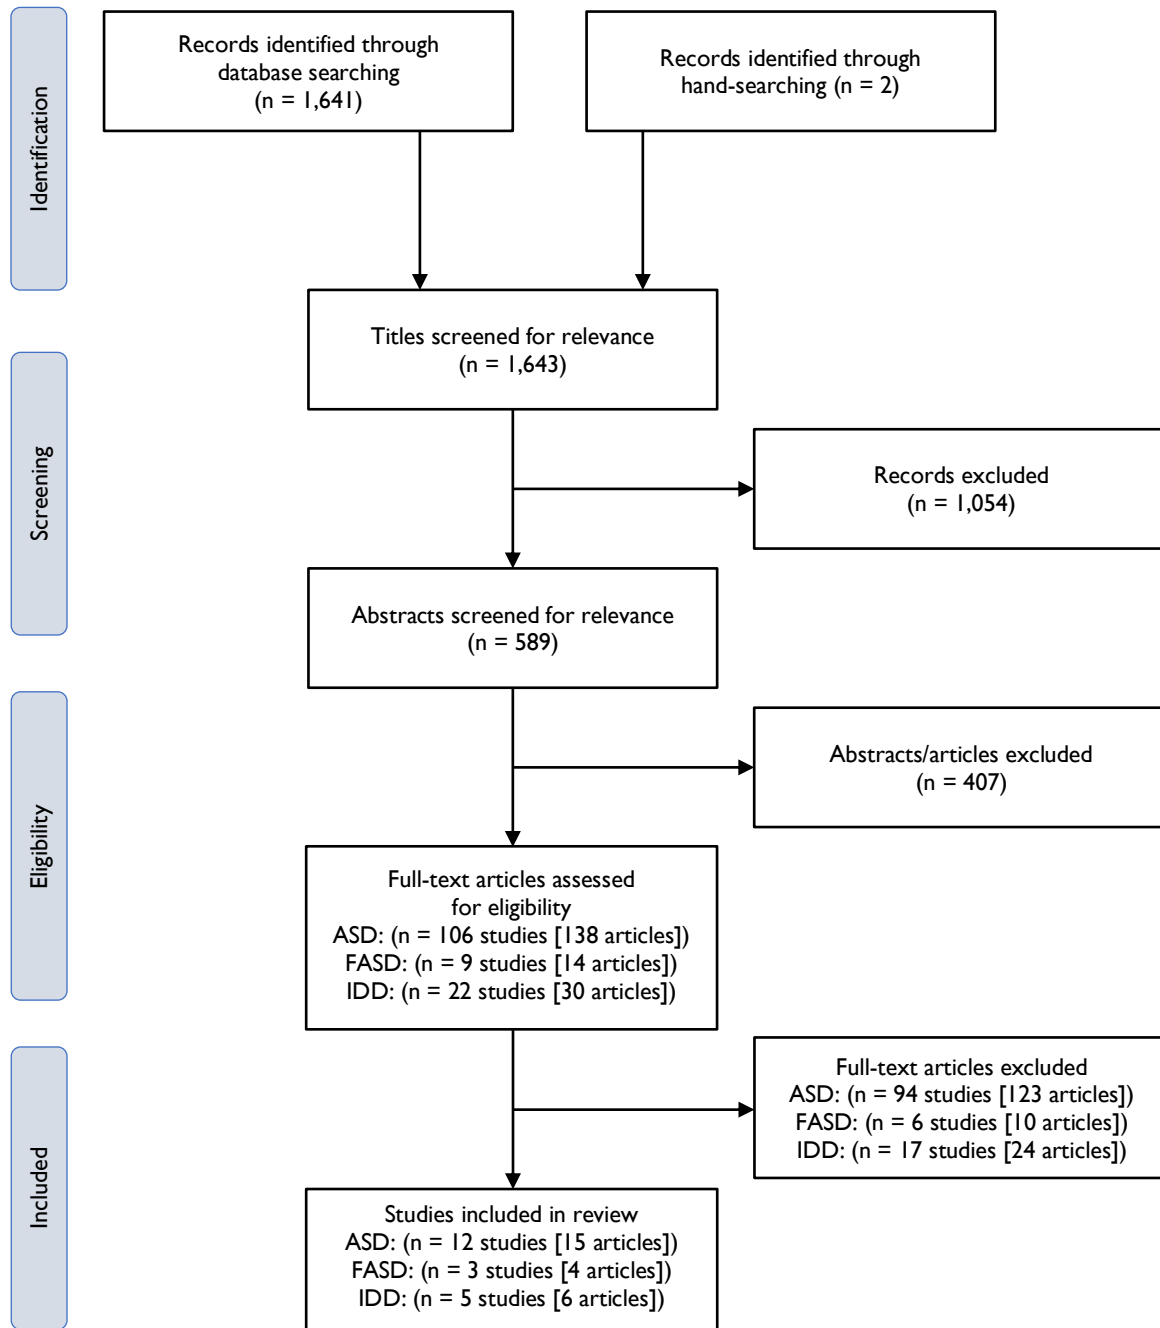 Identification
Records identified through
database searching
(n = 1,641)
Records identified through
hand-searching (n = 2)
Titles screened for relevance
(n = 1,643)
Screening
Records excluded
(n = 1,054)
Abstracts screened for relevance
(n = 589)
Eligibility
Abstracts/articles excluded
(n = 407)
Full-text articles assessed
for eligibility
ASD: (n = 106 studies [138 articles])
FASD: (n = 9 studies [14 articles])
IDD: (n = 22 studies [30 articles])
Included
Full-text articles excluded
ASD: (n = 94 studies [123 articles])
FASD: (n = 6 studies [10 articles])
IDD: (n = 17 studies [24 articles])
Studies included in review
ASD: (n = 12 studies [15 articles])
FASD: (n = 3 studies [4 articles])
IDD: (n = 5 studies [6 articles])